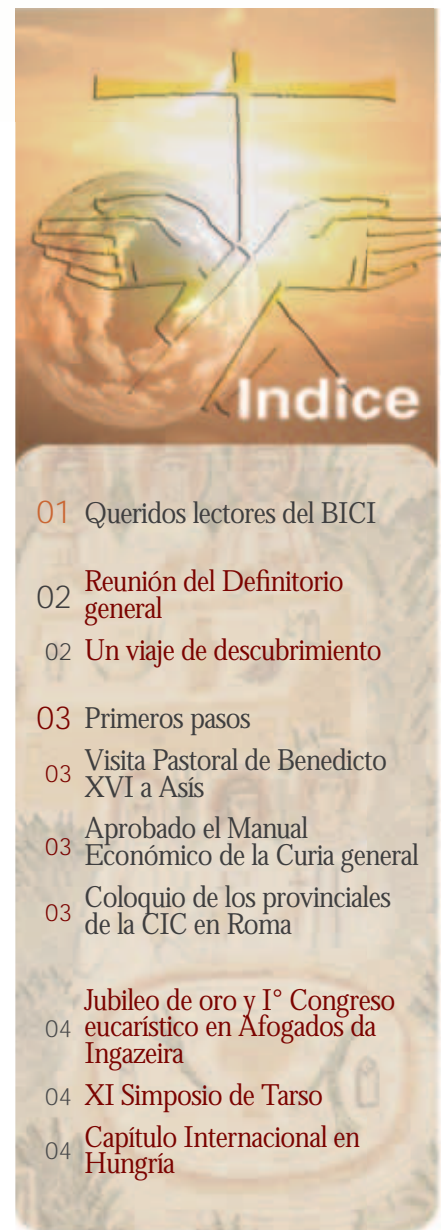 Indice
01 Queridos lectores del BICI
02 Reunión del Definitorio
general
02 Un viaje de descubrimiento
03 Primeros pasos
03 Visita Pastoral de Benedicto
XVI a Asís
03 Aprobado el Manual
Económico de la Curia general
03 Coloquio de los provinciales
de la CIC en Roma
04 Jubileo de oro y I° Congreso
eucarístico en Afogados da
Ingazeira
04 XI Simposio de Tarso
04 Capítulo Internacional en
Hungría